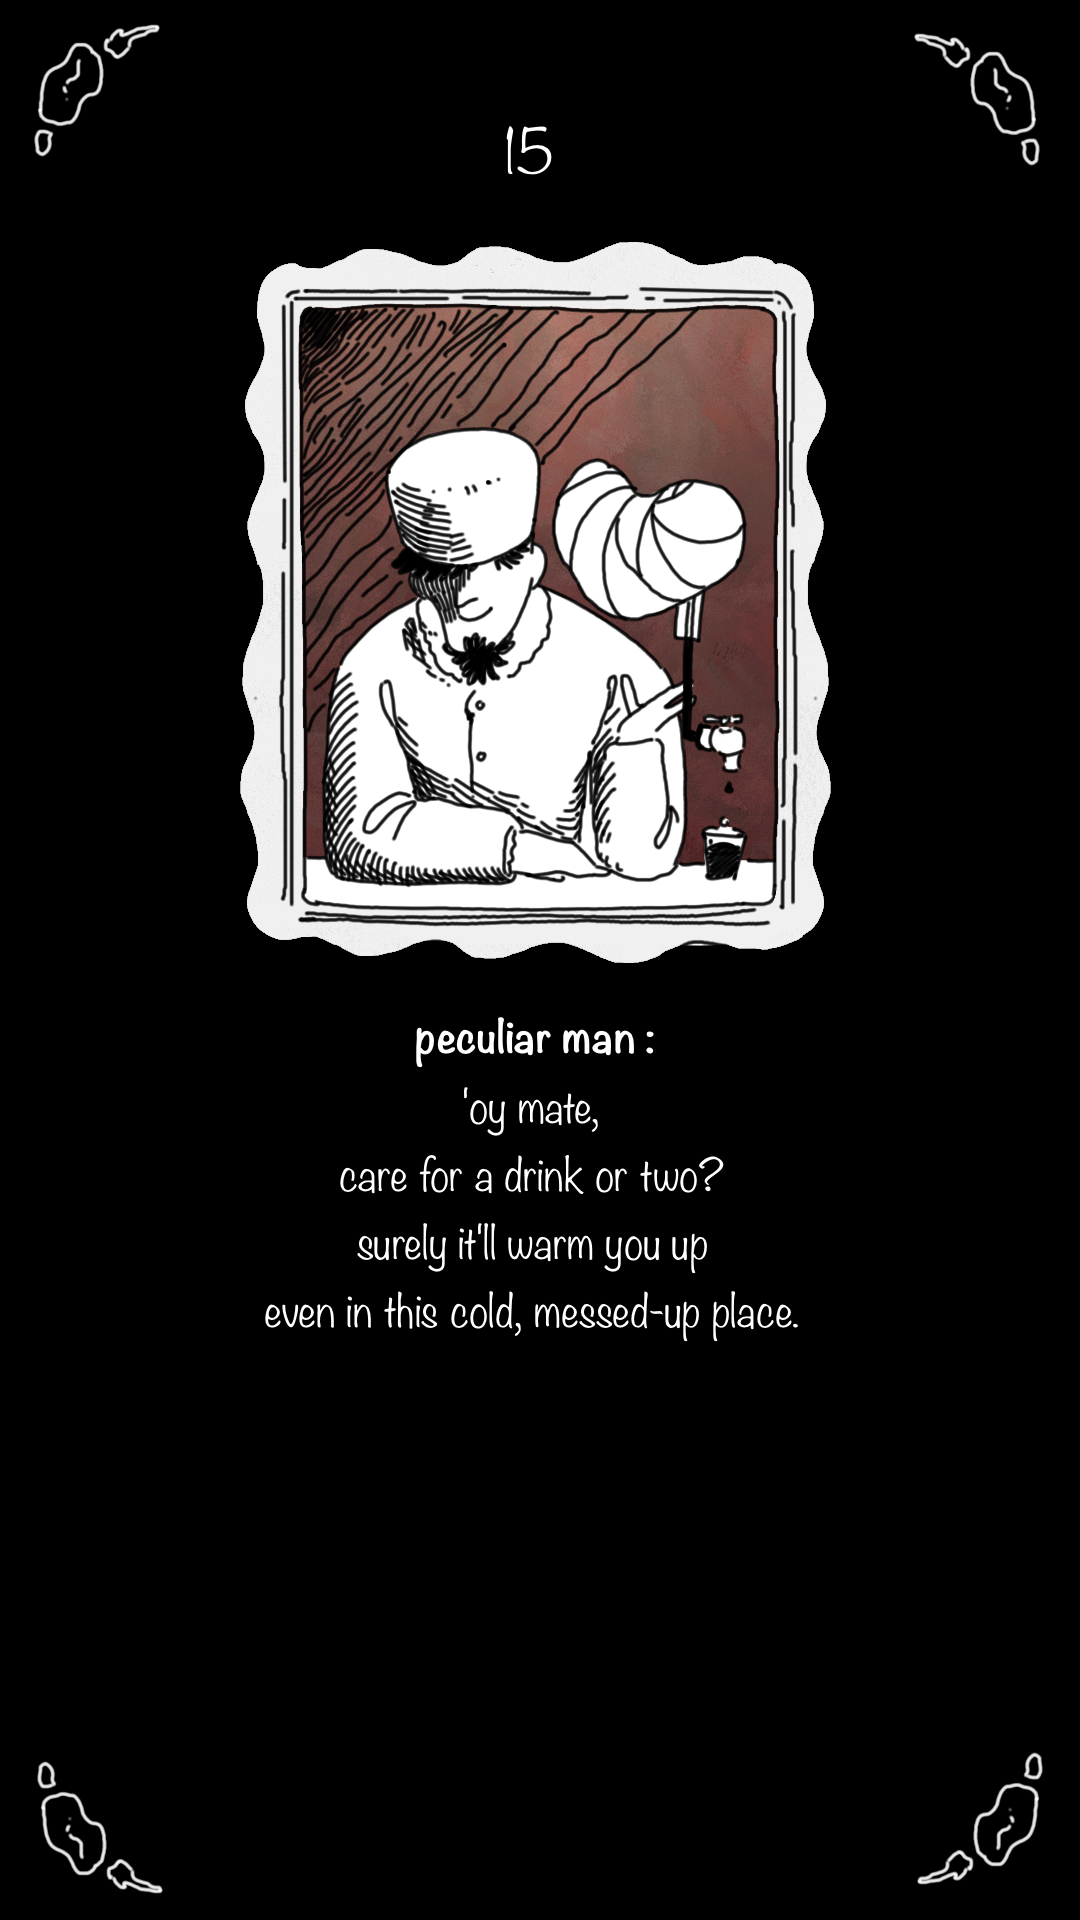 15
peculiar man :
'oy mate,
care for a drink or two?
surely it'll warm you up
even in this cold, messed-up place.